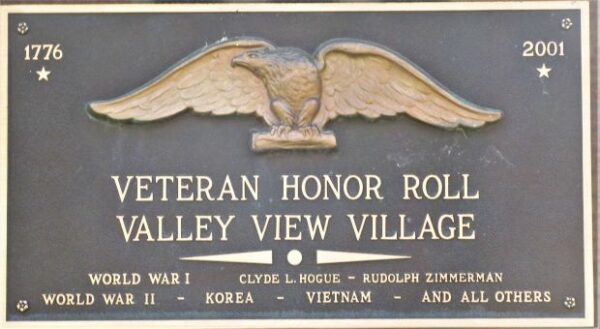 1776 2001
VETERAN HONOR ROLL
VALLEY VIEW VILLAGE
WORLD WAR I CLYDE L. HOGUE – RUDOLPH ZIMMERMAN
WORLD WAR II – KOREA – VIETNAM – AND ALL OTHERS